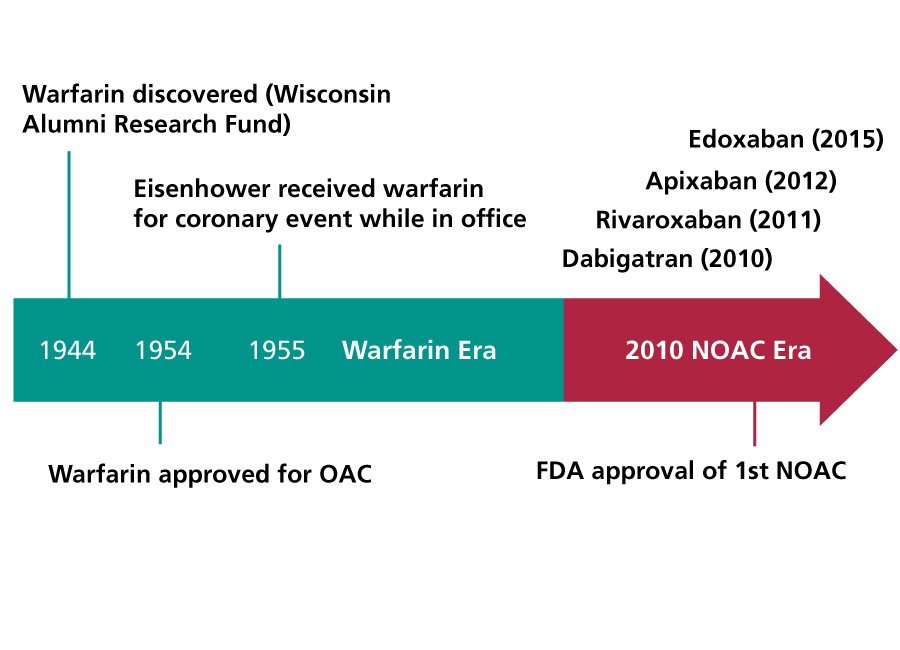 Warfarin discovered (Wisconsin
Alumni Research Fund)
Eisenhower received warfarin
for coronary event while in office
Edoxaban (2015)
Apixaban (2012)
Rivaroxaban (2011)
Dabigatran (2010)
1944
1954
1955
Warfarin Era
2010 NOAC Era
Warfarin approved for OAC
FDA approval of 1st NOAC